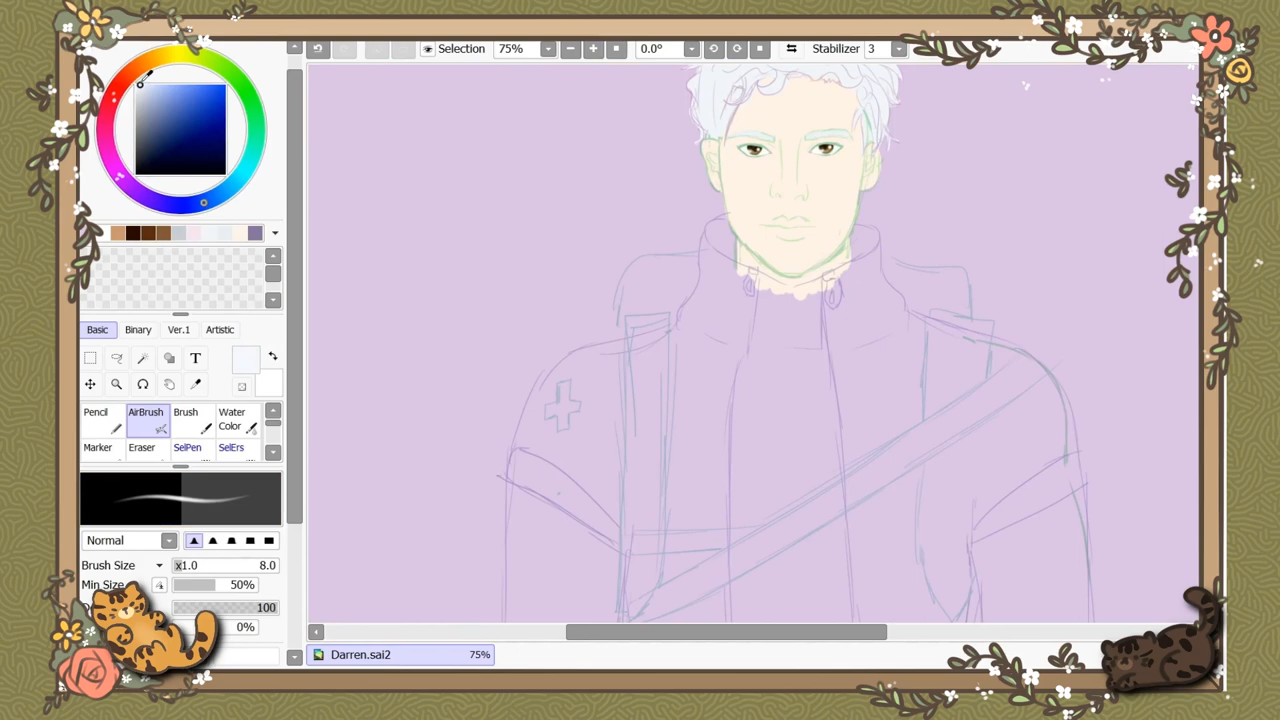 Selection 75% 0.0° Stabilizer 3
Basic Binary Ver.1 Artistic
T
Pencil AirBrush Brush Water Color
Marker Eraser SelPen SelErs
Normal
Brush Size x1.0 8.0
Min Size 50%
100
0%
Darren.sai2 75%